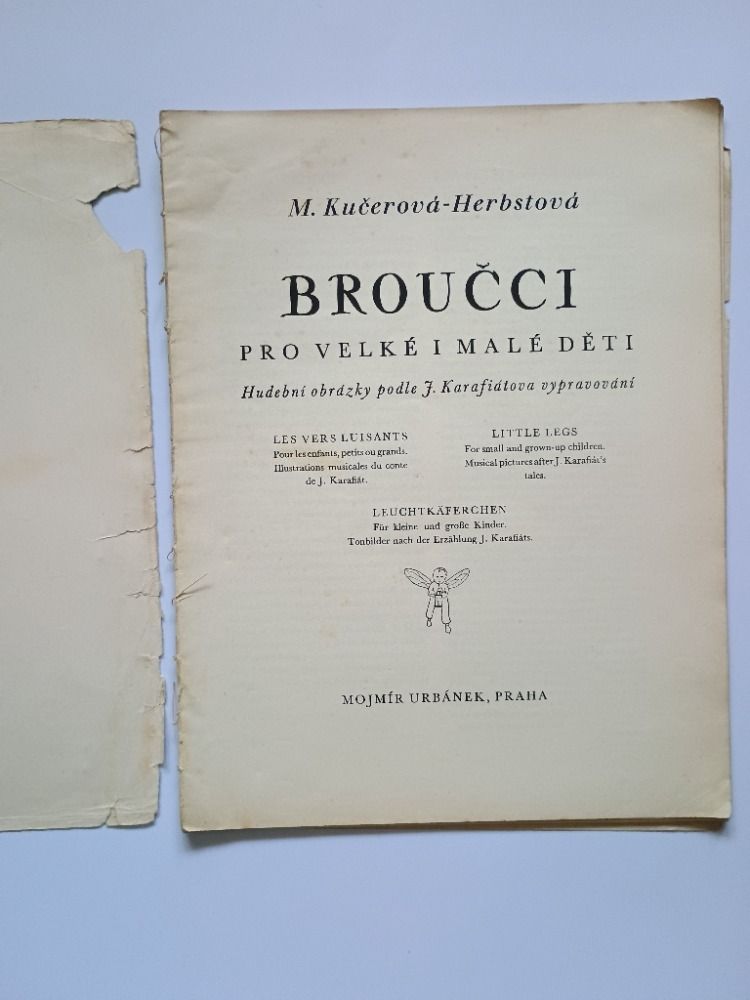 M. Kučerová-Herbstová
BROUČCI
PRO VELKÉ I MALÉ DĚTI
Hudební obrázky podle J. Karafiátova vypravování
LES VERS LUISANTS
Pour les enfants, petits ou grands.
Illustrations musicales du conte
de J. Karafiát.
LITTLE LEGS
For small and grown-up children.
Musical pictures after J. Karafiát's
tales.
LEUCHTKÄFERCHEN
Für kleine und große Kinder.
Tonbilder nach der Erzählung J. Karafiáts.
MOJMÍR URBÁNEK, PRAHA